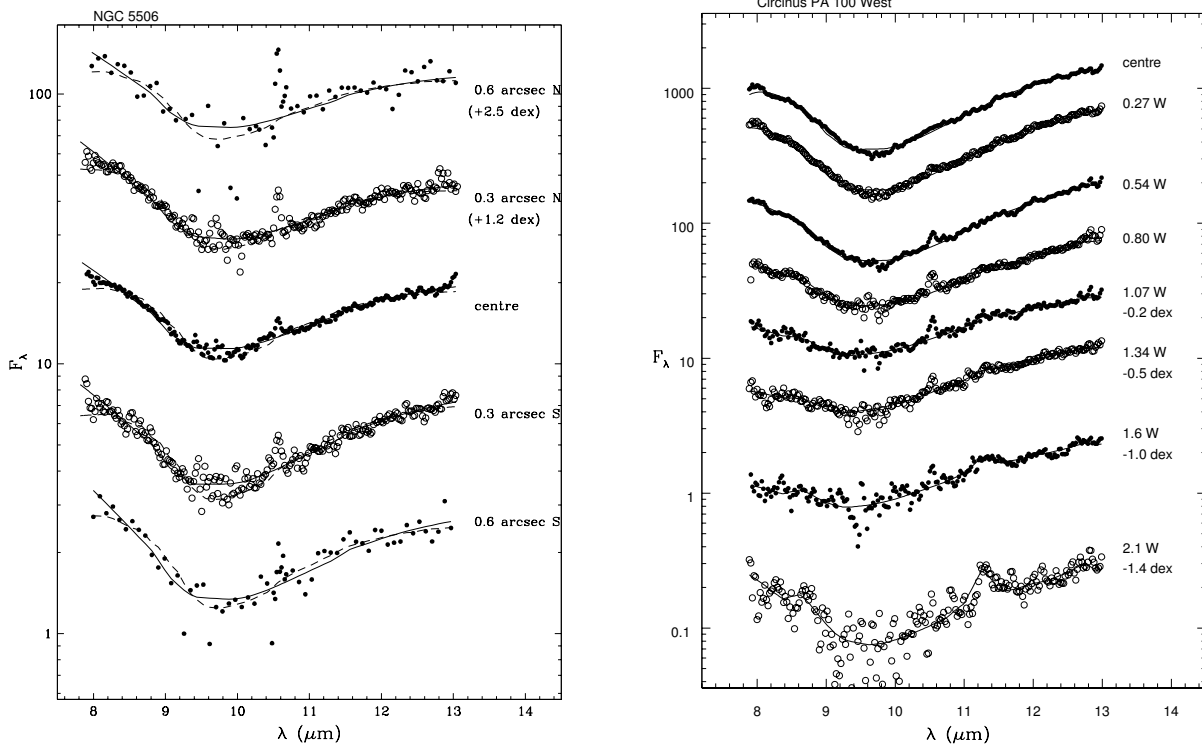 NGC 5506
100
10
1
F_λ
0.6 arcsec N
(+2.5 dex)
0.3 arcsec N
(+1.2 dex)
centre
0.3 arcsec S
0.6 arcsec S
8 9 10 11 12 13
λ (μm)
Circinus PA 100 West
1000
100
10
1
0.1
F_λ
centre
0.27 W
0.54 W
0.80 W
1.07 W
-0.2 dex
1.34 W
-0.5 dex
1.6 W
-1.0 dex
2.1 W
-1.4 dex
8 9 10 11 12 13 14
λ (μm)